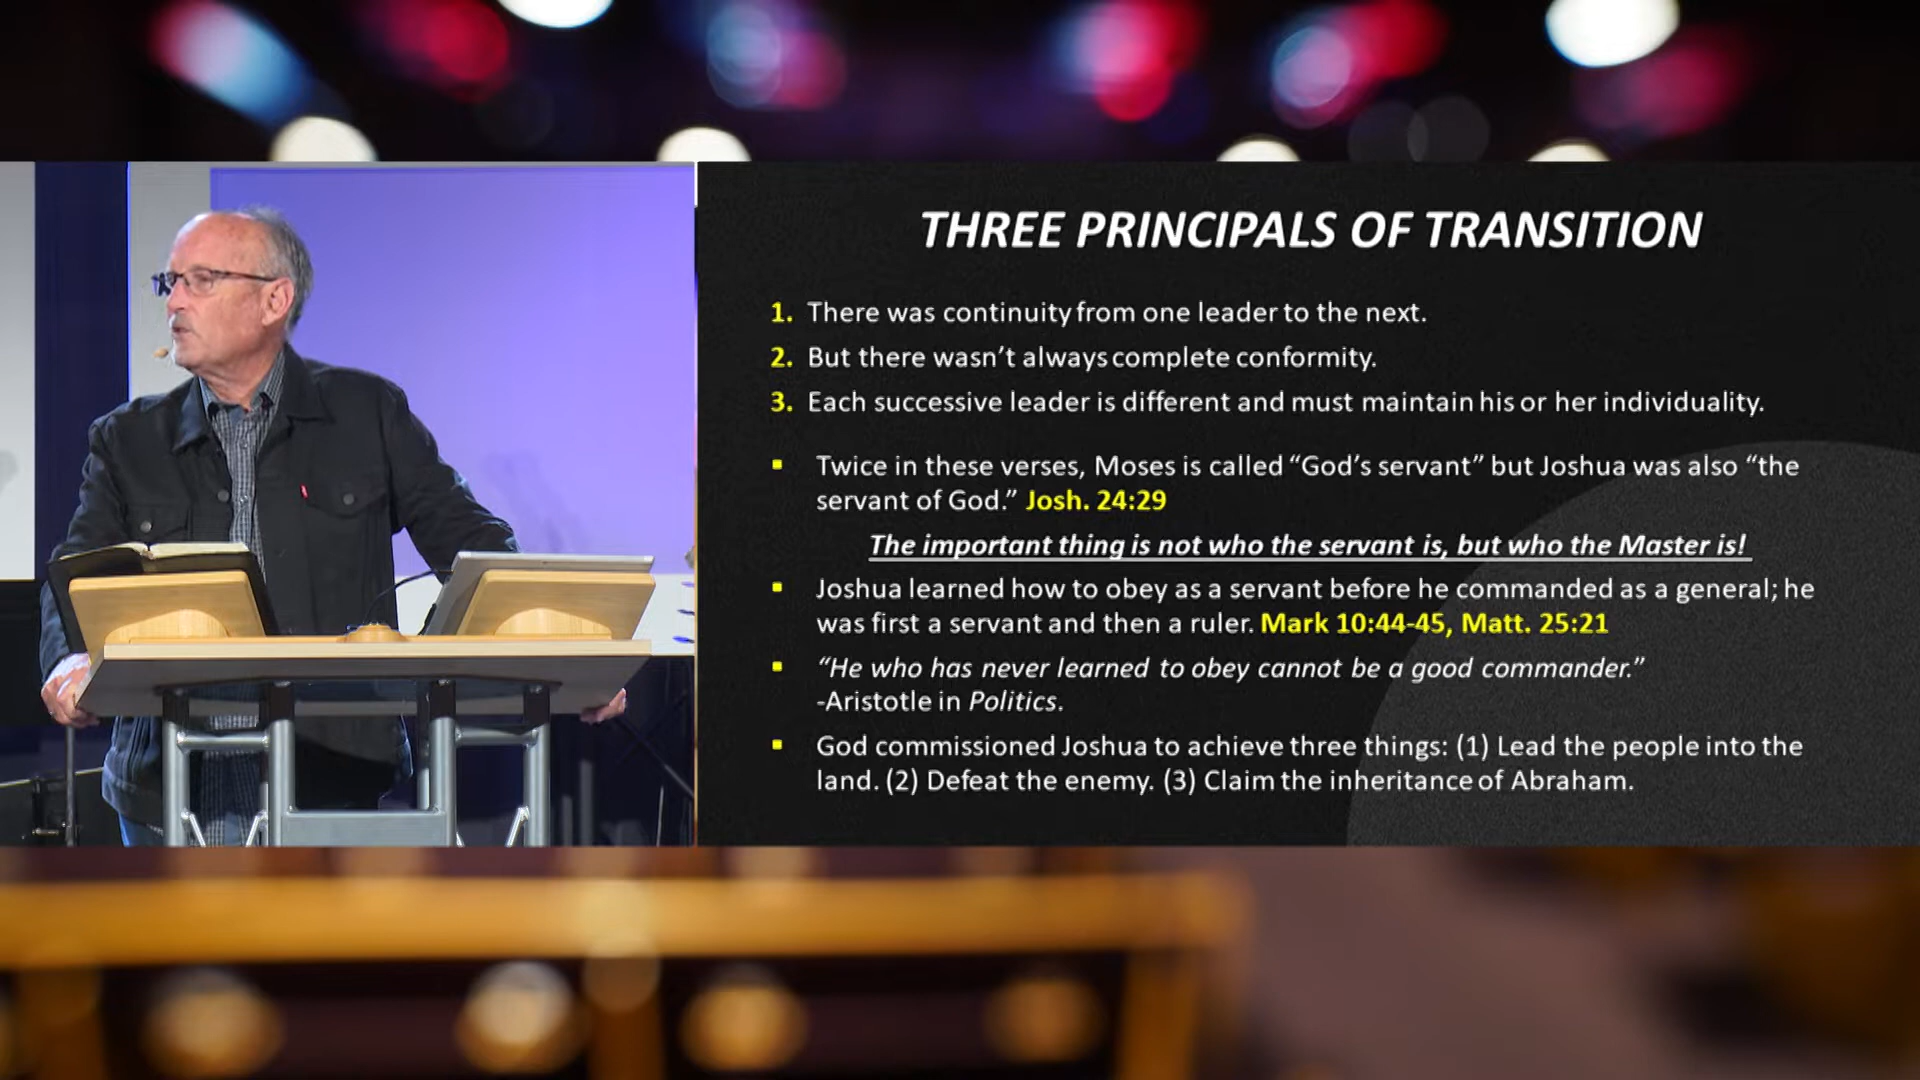 THREE PRINCIPALS OF TRANSITION
1. There was continuity from one leader to the next.
2. But there wasn’t always complete conformity.
3. Each successive leader is different and must maintain his or her individuality.
▪ Twice in these verses, Moses is called “God’s servant” but Joshua was also “the
servant of God.” Josh. 24:29
The important thing is not who the servant is, but who the Master is!
▪ Joshua learned how to obey as a servant before he commanded as a general; he
was first a servant and then a ruler. Mark 10:44-45, Matt. 25:21
▪ “He who has never learned to obey cannot be a good commander.”
-Aristotle in Politics.
▪ God commissioned Joshua to achieve three things: (1) Lead the people into the
land. (2) Defeat the enemy. (3) Claim the inheritance of Abraham.